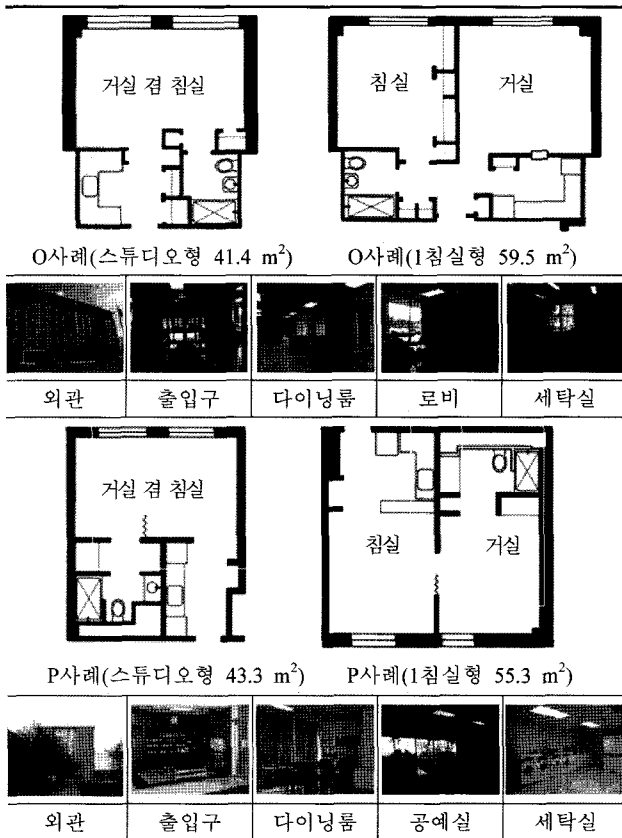 거실 겸 침실
침실 거실
O사례(스튜디오형 41.4 m²) O사례(1침실형 59.5 m²)
외관 출입구 다이닝룸 로비 세탁실
거실 겸 침실
침실 거실
P사례(스튜디오형 43.3 m²) P사례(1침실형 55.3 m²)
외관 출입구 다이닝룸 공예실 세탁실